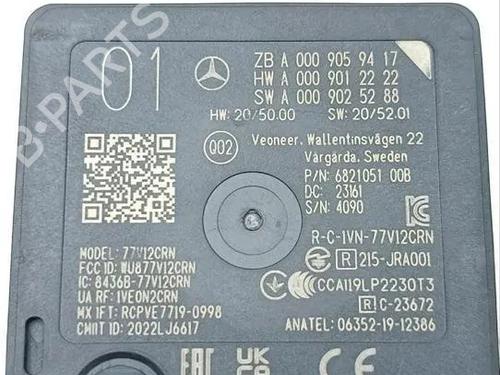 01
ZB A 000 905 94 17
HW A 000 901 22 22
SW A 000 902 52 88
HW: 20/50.00 SW: 20/52.01
002
Veoneer, Wallentinsvägen 22
Vårgårda, Sweden
P/N: 6821051 00B
DC: 23161
S/N: 4090
R-C-1VN-77V12CRN
MODEL: 77V12CRN
FCC ID: WU877V12CRN
IC: 8436B-77V12CRN
UA RF: 1VEON2CRN
MX IFT: RCPVE7719-0998
CMIIT ID: 2022LJ6617
R 215-JRA001
CCAI19LP2230T3
R C-23672
ANATEL: 06352-19-12386
EAC
UK
CA
CE
B-PARTS